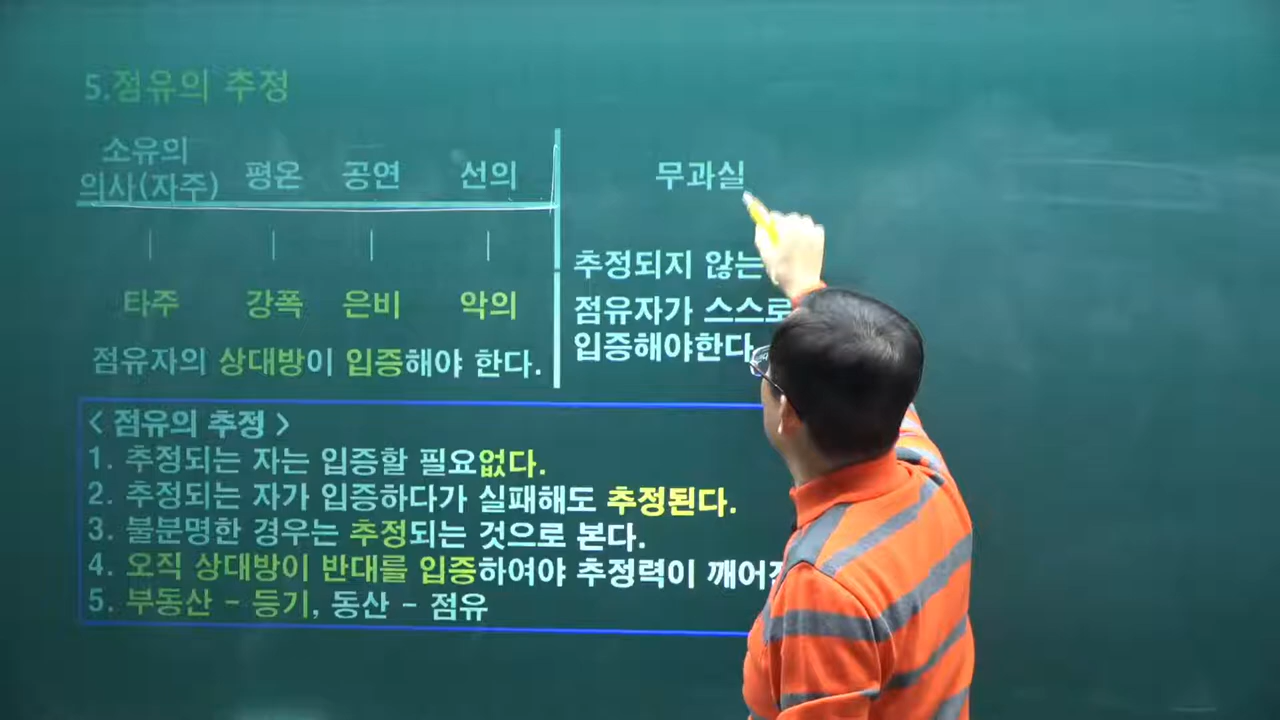 5.점유의 추정
소유의
의사(자주) 평온 공연 선의 무과실
타주 강폭 은비 악의
점유자의 상대방이 입증해야 한다.
추정되지 않는
점유자가 스스로
입증해야한다
< 점유의 추정 >
1. 추정되는 자는 입증할 필요없다.
2. 추정되는 자가 입증하다가 실패해도 추정된다.
3. 불분명한 경우는 추정되는 것으로 본다.
4. 오직 상대방이 반대를 입증하여야 추정력이 깨어
5. 부동산 - 등기, 동산 - 점유